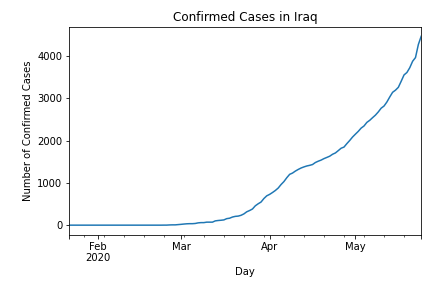 Confirmed Cases in Iraq
4000
3000
2000
1000
0
Number of Confirmed Cases
Feb
2020
Mar
Apr
May
Day